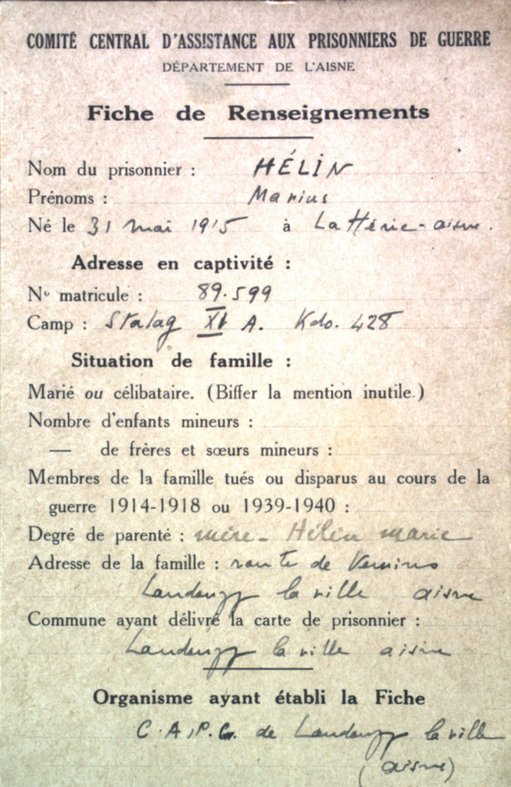 COMITÉ CENTRAL D'ASSISTANCE AUX PRISONNIERS DE GUERRE
DÉPARTEMENT DE L'AISNE
Fiche de Renseignements
Nom du prisonnier : HÉLIN
Prénoms : Marius
Né le 31 mai 1915 à La Hérie - aisne.
Adresse en captivité :
N° matricule : 89.599
Camp : Stalag XI A. Kdo. 428
Situation de famille :
Marié ou célibataire. (Biffer la mention inutile.)
Nombre d'enfants mineurs :
— de frères et sœurs mineurs :
Membres de la famille tués ou disparus au cours de la
guerre 1914-1918 ou 1939-1940 :
Degré de parenté : mère - Hélin marie
Adresse de la famille : route de Vervins
Landouzy la ville aisne
Commune ayant délivré la carte de prisonnier :
Landouzy la ville aisne
Organisme ayant établi la Fiche
C.A.P.G. de Landouzy la ville
(aisne)